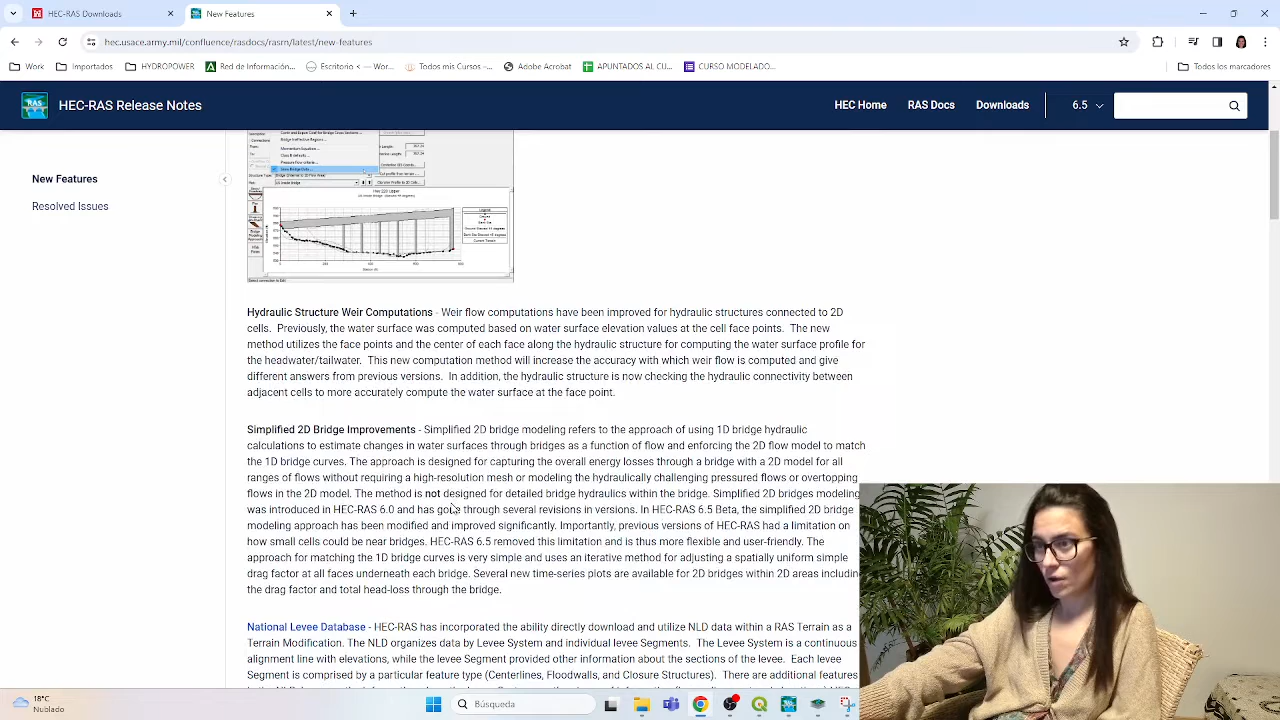 HEC-RAS Downloads
New Features
hec.usace.army.mil/confluence/rasdocs/rasrn/latest/new-features
Work
Importados
HYDROPOWER
Red de Información...
Escritorio « — Wor...
Todos mis Cursos -...
Adobe Acrobat
APUNTADOS AL CU...
CURSO MODELADO...
Todos los marcadores
RAS
HEC-RAS Release Notes
HEC Home
RAS Docs
Downloads
6.5
New Features
Resolved Issues
Hydraulic Structure Weir Computations - Weir flow computations have been improved for hydraulic structures connected to 2D
cells. Previously, the water surface was computed based on water surface elevation values at the cell face points. The new
method utilizes the face points and the center of each face along the hydraulic structure for computing the water surface profile for
the headwater/tailwater. This new computation method will increase the accuracy with which weir flow is computed and give
different answers from previous versions. In addition, the hydraulic structure is now checking the hydraulic connectivity between
adjacent cells to more accurately compute the water surface at the face point.
Simplified 2D Bridge Improvements - Simplified 2D bridge modeling refers to the approach of using 1D bridge hydraulic
calculations to estimate changes in water surfaces through bridges as a function of flow and enforcing the 2D flow model to match
the 1D bridge curves. The approach is designed for capturing the overall energy losses through a bridge with a 2D model for all
ranges of flows without requiring a high-resolution mesh or modeling the hydraulically challenging pressured flows or overtopping
flows in the 2D model. The method is not designed for detailed bridge hydraulics within the bridge. Simplified 2D bridges modeling
was introduced in HEC-RAS 6.0 and has gone through several revisions in versions. In HEC-RAS 6.5 Beta, the simplified 2D bridge
modeling approach has been modified and improved significantly. Importantly, previous versions of HEC-RAS had a limitation on
how small cells could be near bridges. HEC-RAS 6.5 removed this limitation and is thus more flexible and user-friendly. The
approach for matching the 1D bridge curves is very simple and uses an iterative method for adjusting a spatially uniform simple
drag factor at all faces underneath each bridge. Several new time-series plots are available for 2D bridges within 2D areas includin
the drag factor and total head-loss through the bridge.
National Levee Database - HEC-RAS has incorporated the ability directly download and utilize NLD data within a RAS Terrain as a
Terrain Modification. The NLD organizes data by Levee System and individual levee Segments. The Levee System is a continuous
alignment line with elevations, while the levee Segment provided other information about the sections of the levee. Each levee
Segment is comprised by a particular feature type (Centerlines, Floodwalls, and Closure Structures). There are additional features
18°C
Nublado
Búsqueda